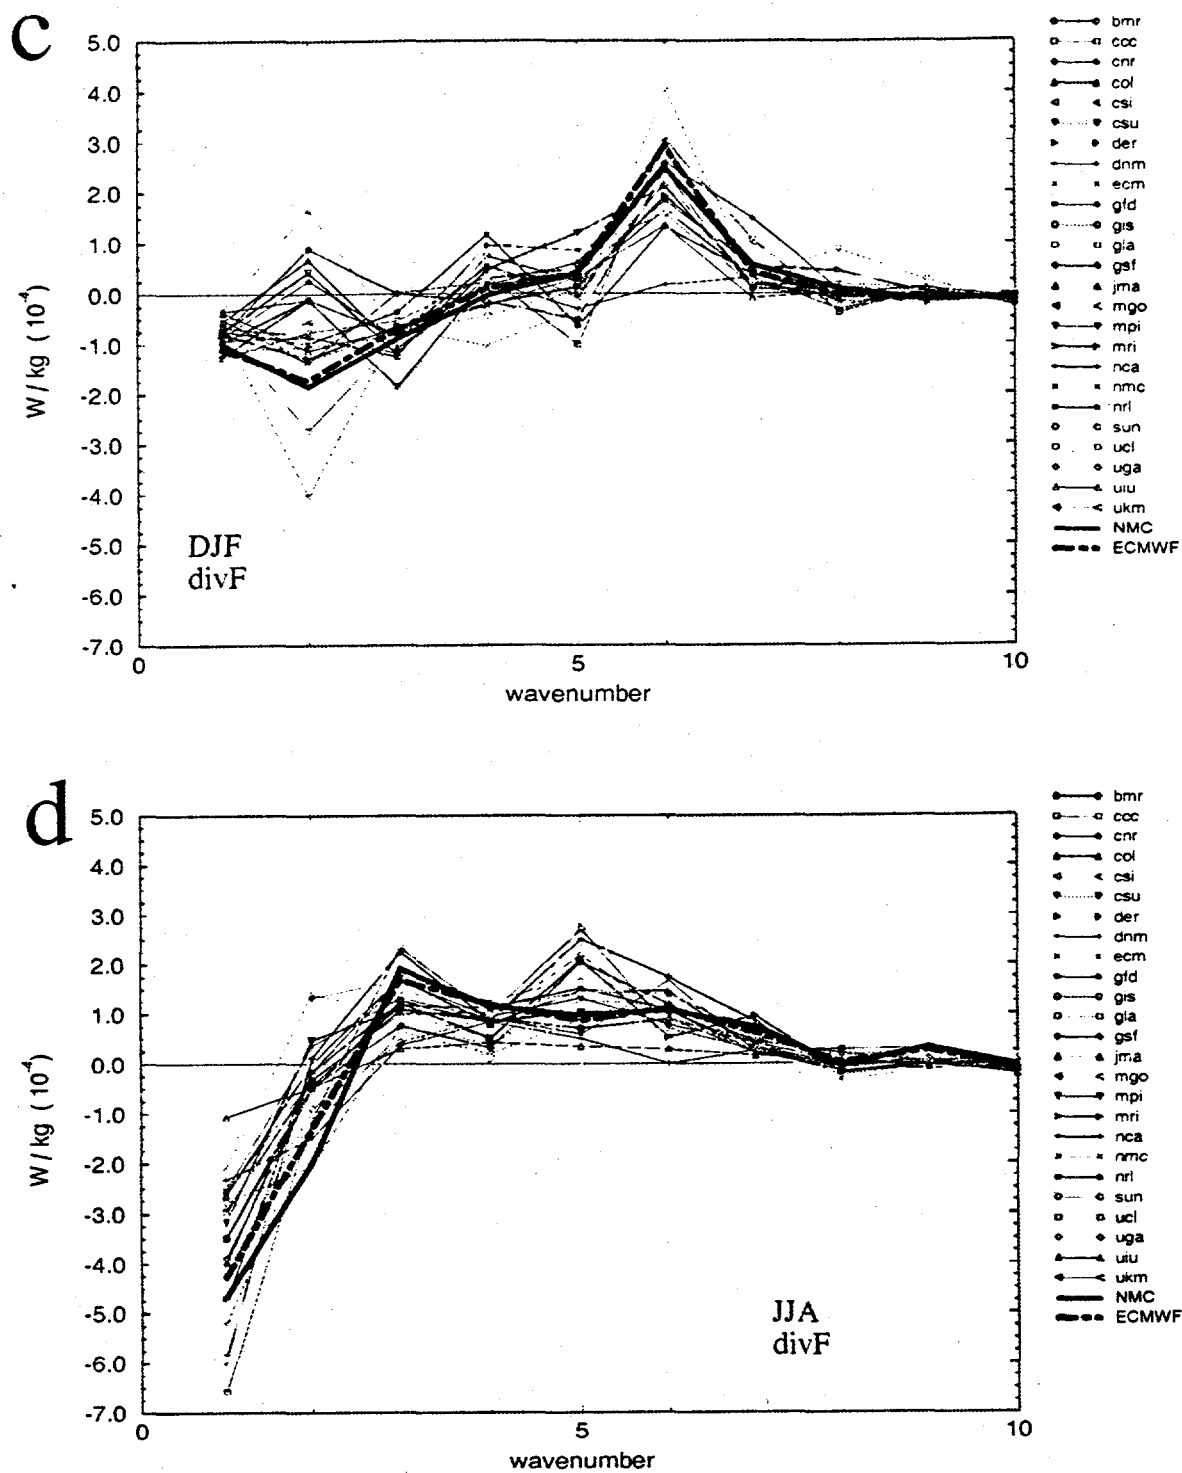 c
5.0
4.0
3.0
2.0
1.0
0.0
-1.0
-2.0
-3.0
-4.0
-5.0
-6.0
-7.0
W/kg (10⁻⁴)
DJF
divF
0
5
10
wavenumber
bmr
ccc
cnr
col
csi
csu
der
dnm
ecm
gfd
gis
gla
gsf
jma
mgo
mpi
mri
nca
nmc
nrl
sun
ucl
uga
uiu
ukm
NMC
ECMWF
d
5.0
4.0
3.0
2.0
1.0
0.0
-1.0
-2.0
-3.0
-4.0
-5.0
-6.0
-7.0
W/kg (10⁻⁴)
JJA
divF
0
5
10
wavenumber
bmr
ccc
cnr
col
csi
csu
der
dnm
ecm
gfd
gis
gla
gsf
jma
mgo
mpi
mri
nca
nmc
nrl
sun
ucl
uga
uiu
ukm
NMC
ECMWF